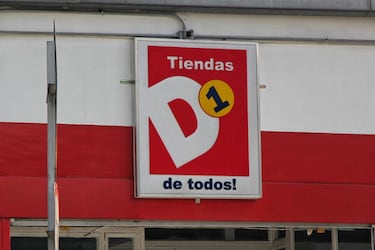 Tiendas
D1
de todos!